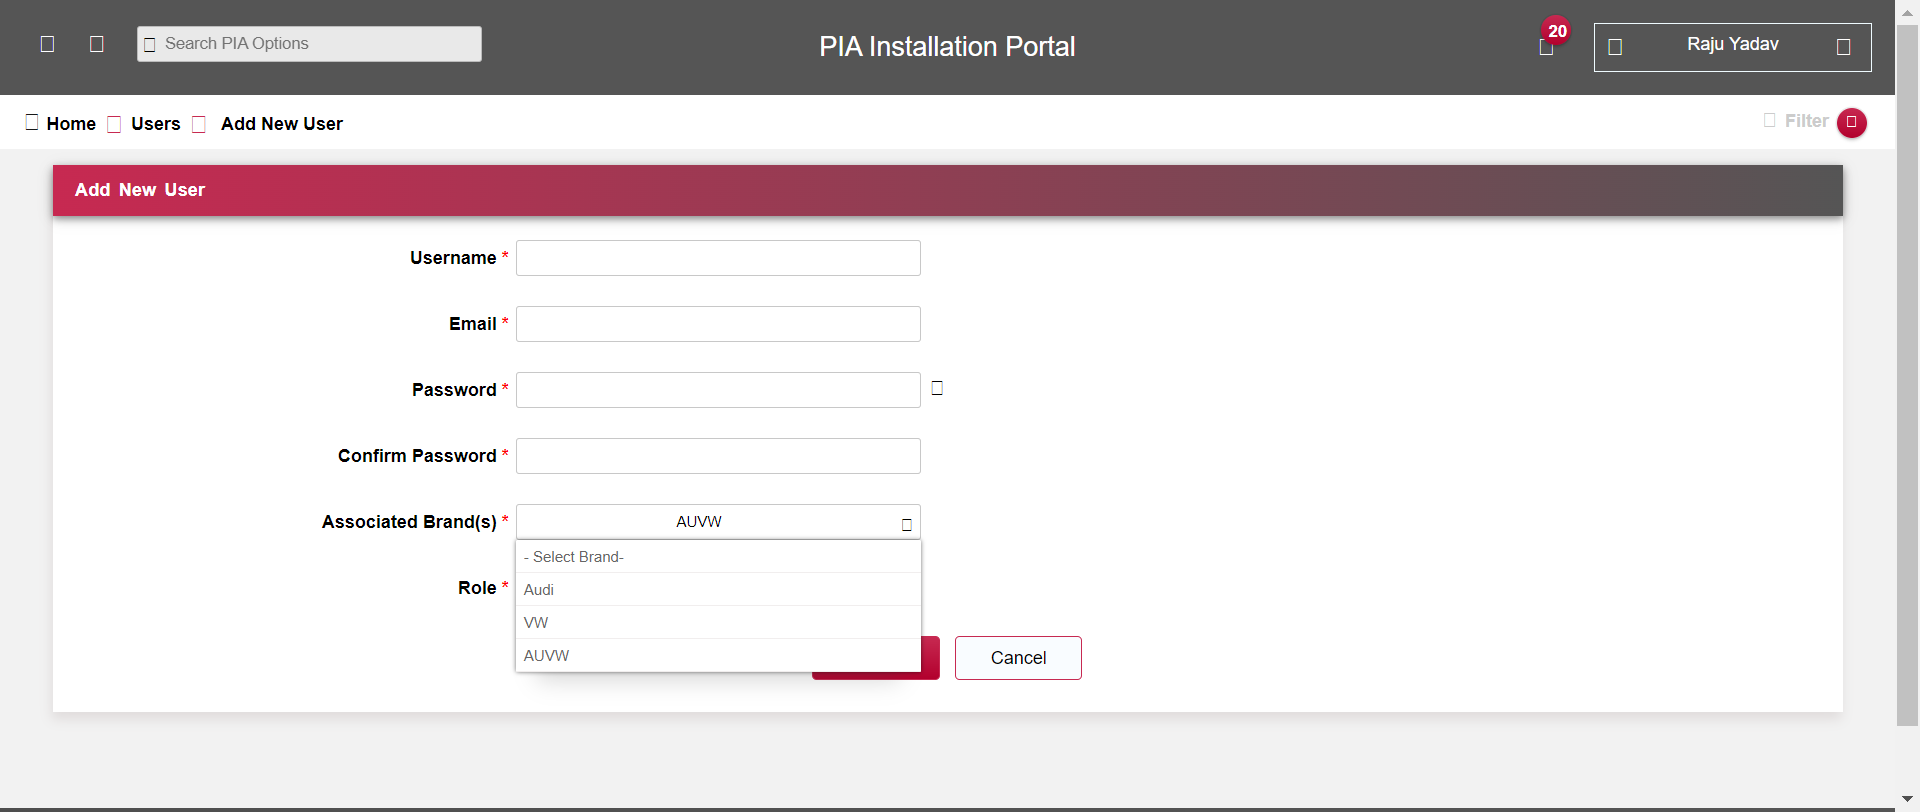 Search PIA Options
PIA Installation Portal
20
Raju Yadav
Home Users Add New User
Filter
Add New User
Username *
Email *
Password *
Confirm Password *
Associated Brand(s) * AUVW
- Select Brand-
Audi
Role *
VW
AUVW
Cancel